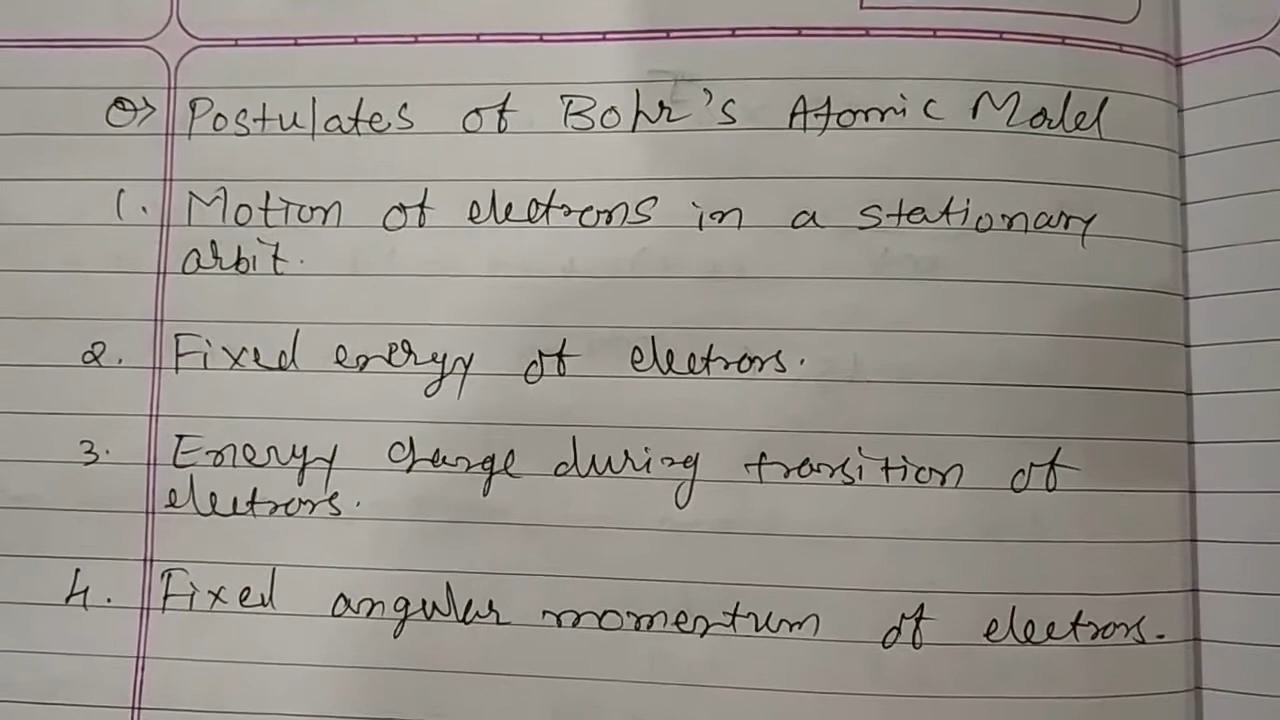 Q> Postulates of Bohr's Atomic Model
1. Motion of electrons in a stationary
orbit.
2. Fixed energy of electrons.
3. Energy change during transition of
electrons.
4. Fixed angular momentum of electrons.